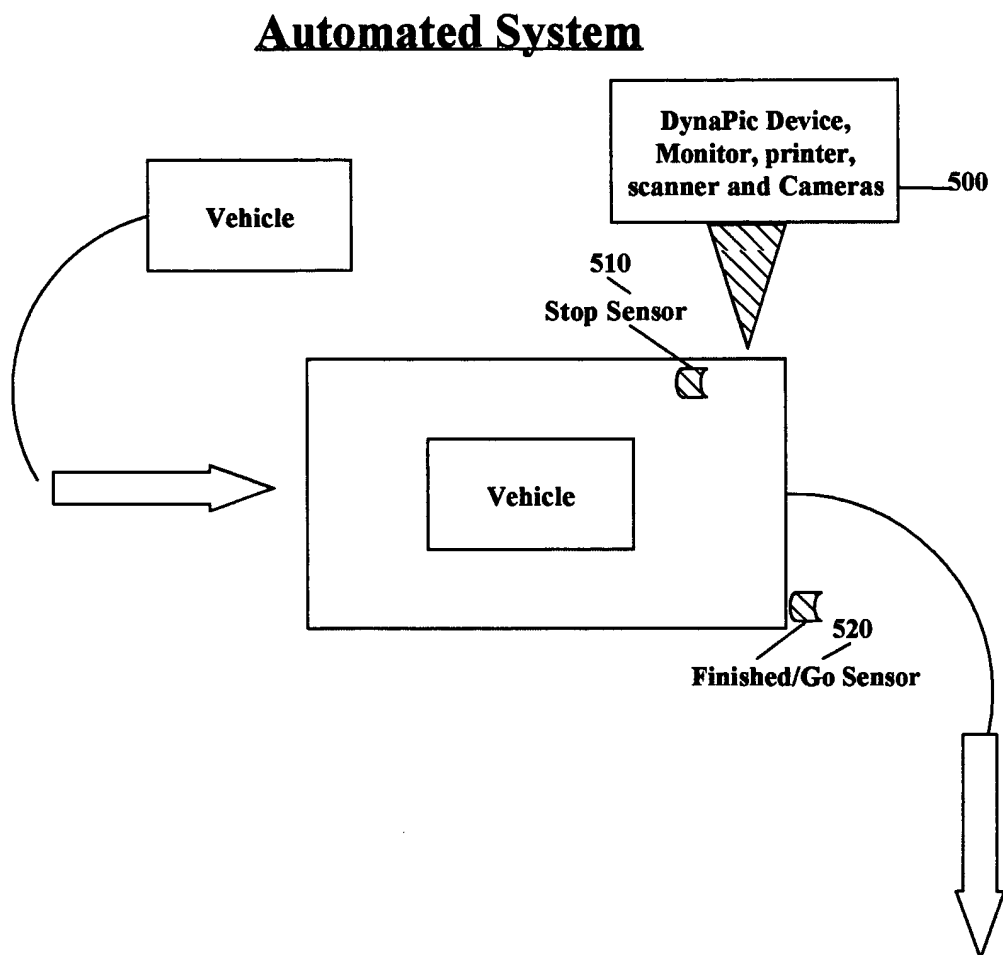 Automated System
DynaPic Device,
Monitor, printer,
scanner and Cameras
500
Vehicle
510
Stop Sensor
Vehicle
520
Finished/Go Sensor